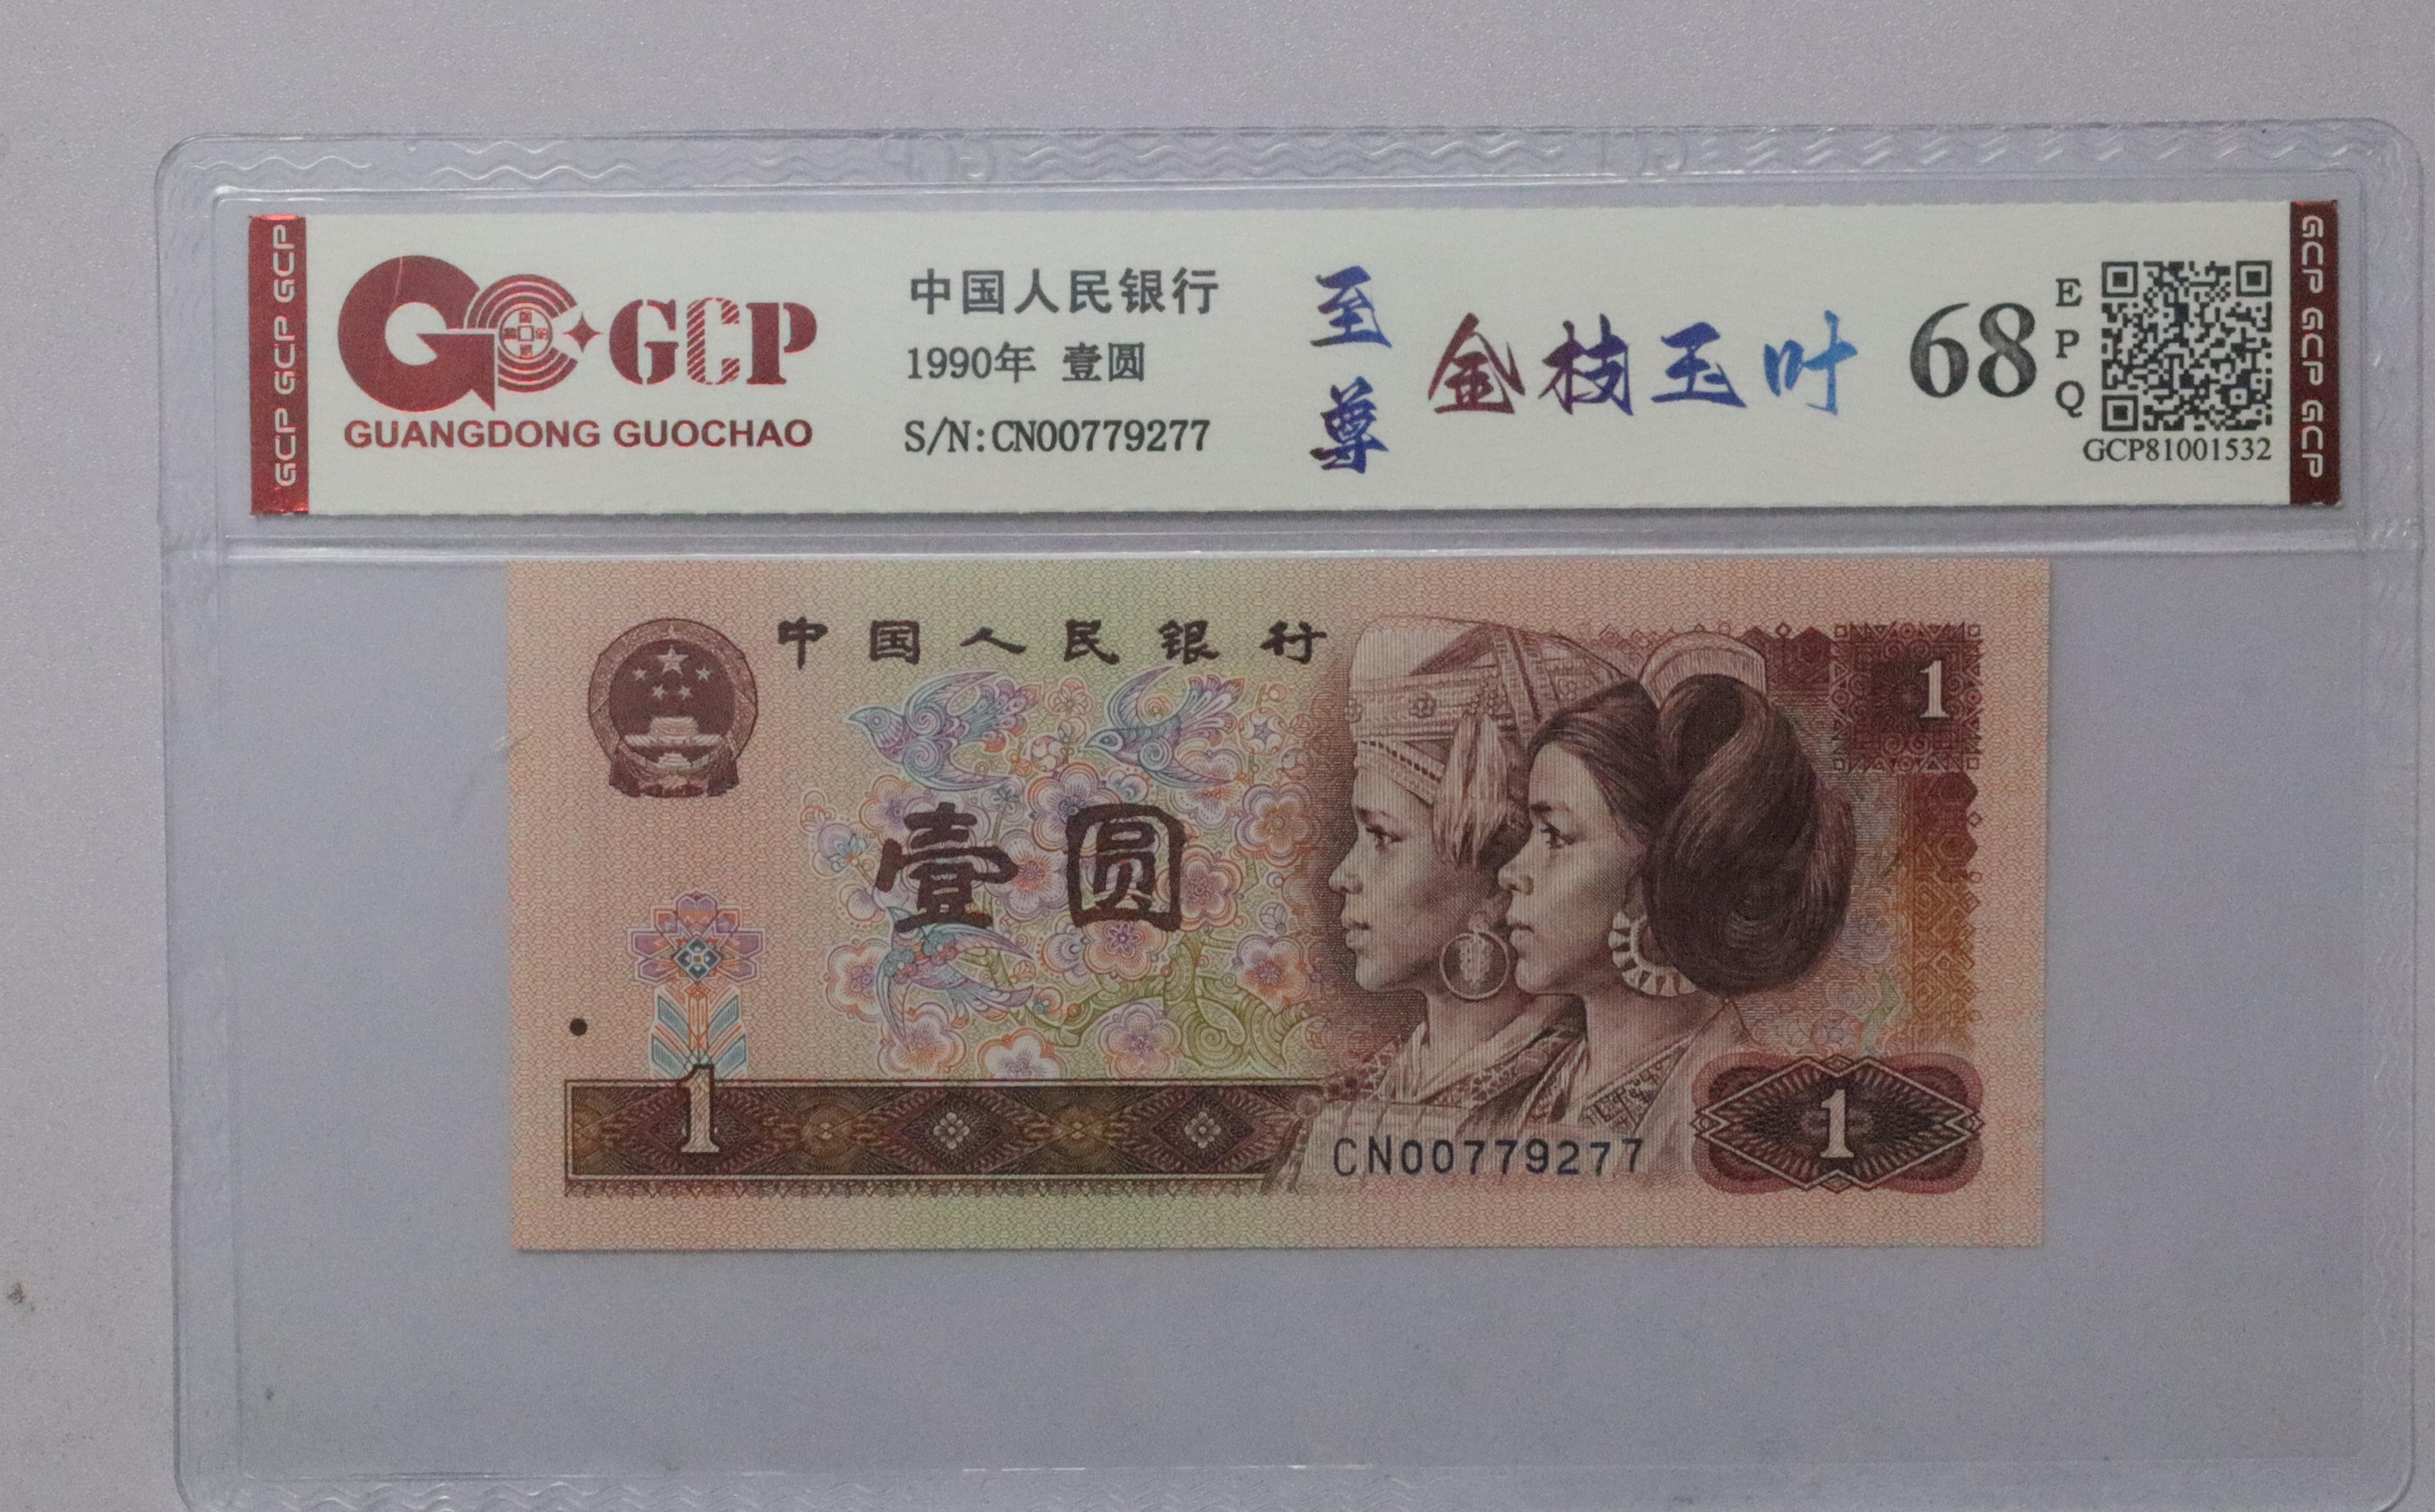 GCP GCP GCP
GCP
GUANGDONG GUOCHAO
中国人民银行
1990年 壹圆
S/N:CN00779277
至尊
金枝玉叶
68
EPQ
GCP81001532
GCP GCP GCP
中国人民银行
1
壹圆
1
CN00779277
1